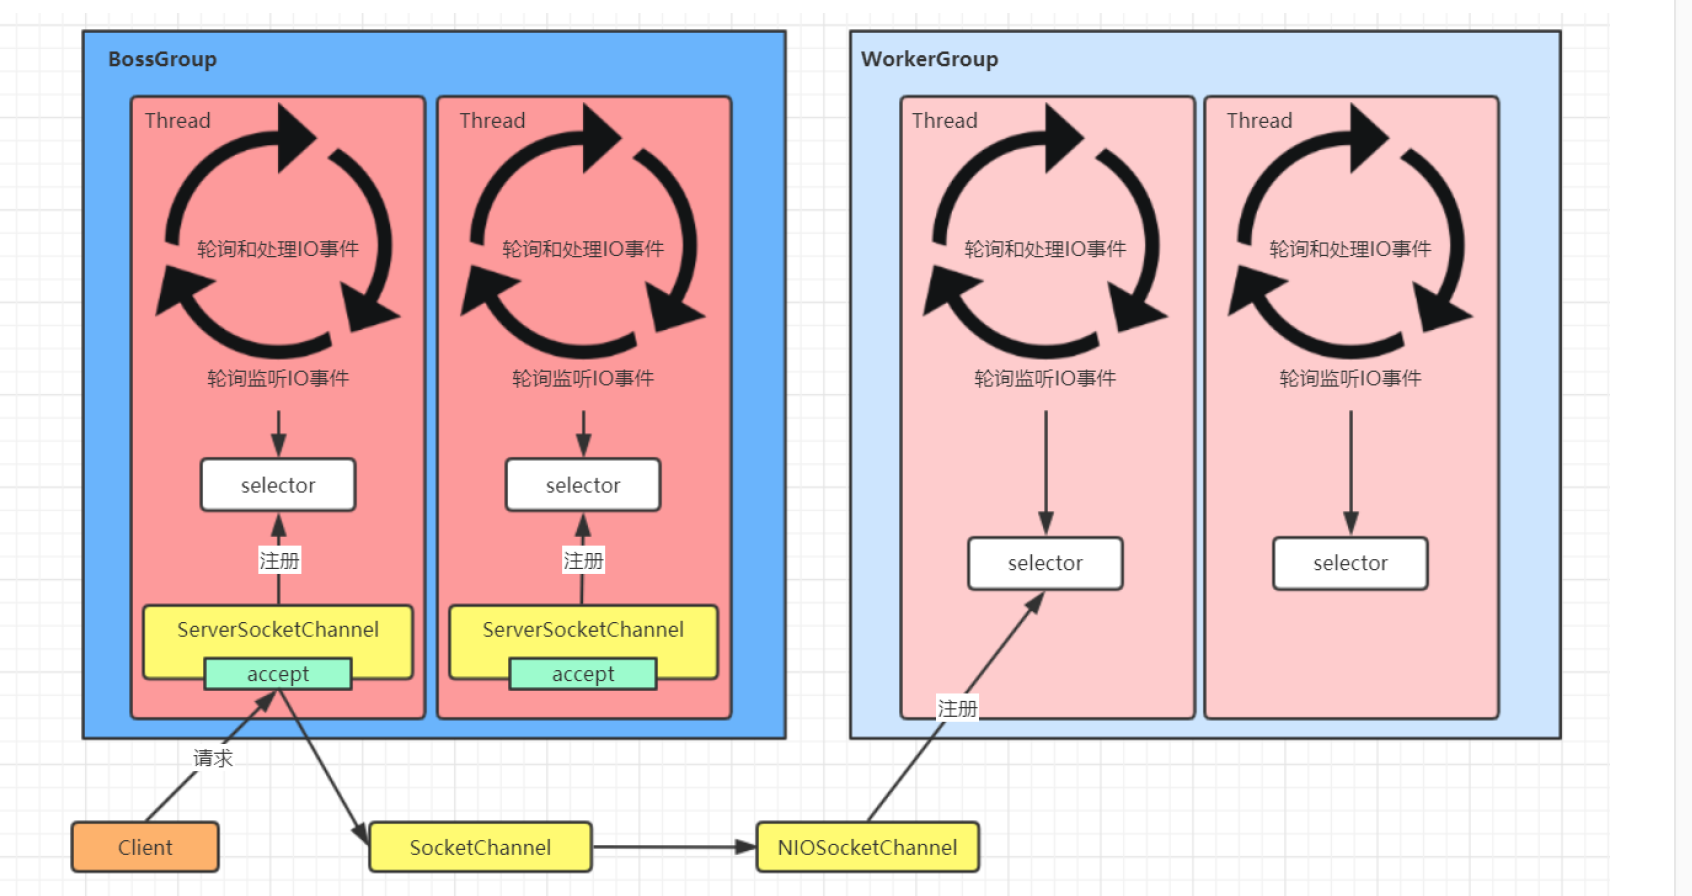 BossGroup
Thread
轮询和处理IO事件
轮询监听IO事件
selector
注册
ServerSocketChannel
accept
Thread
轮询和处理IO事件
轮询监听IO事件
selector
注册
ServerSocketChannel
accept
WorkerGroup
Thread
轮询和处理IO事件
轮询监听IO事件
selector
注册
Thread
轮询和处理IO事件
轮询监听IO事件
selector
请求
Client
SocketChannel
NIOSocketChannel